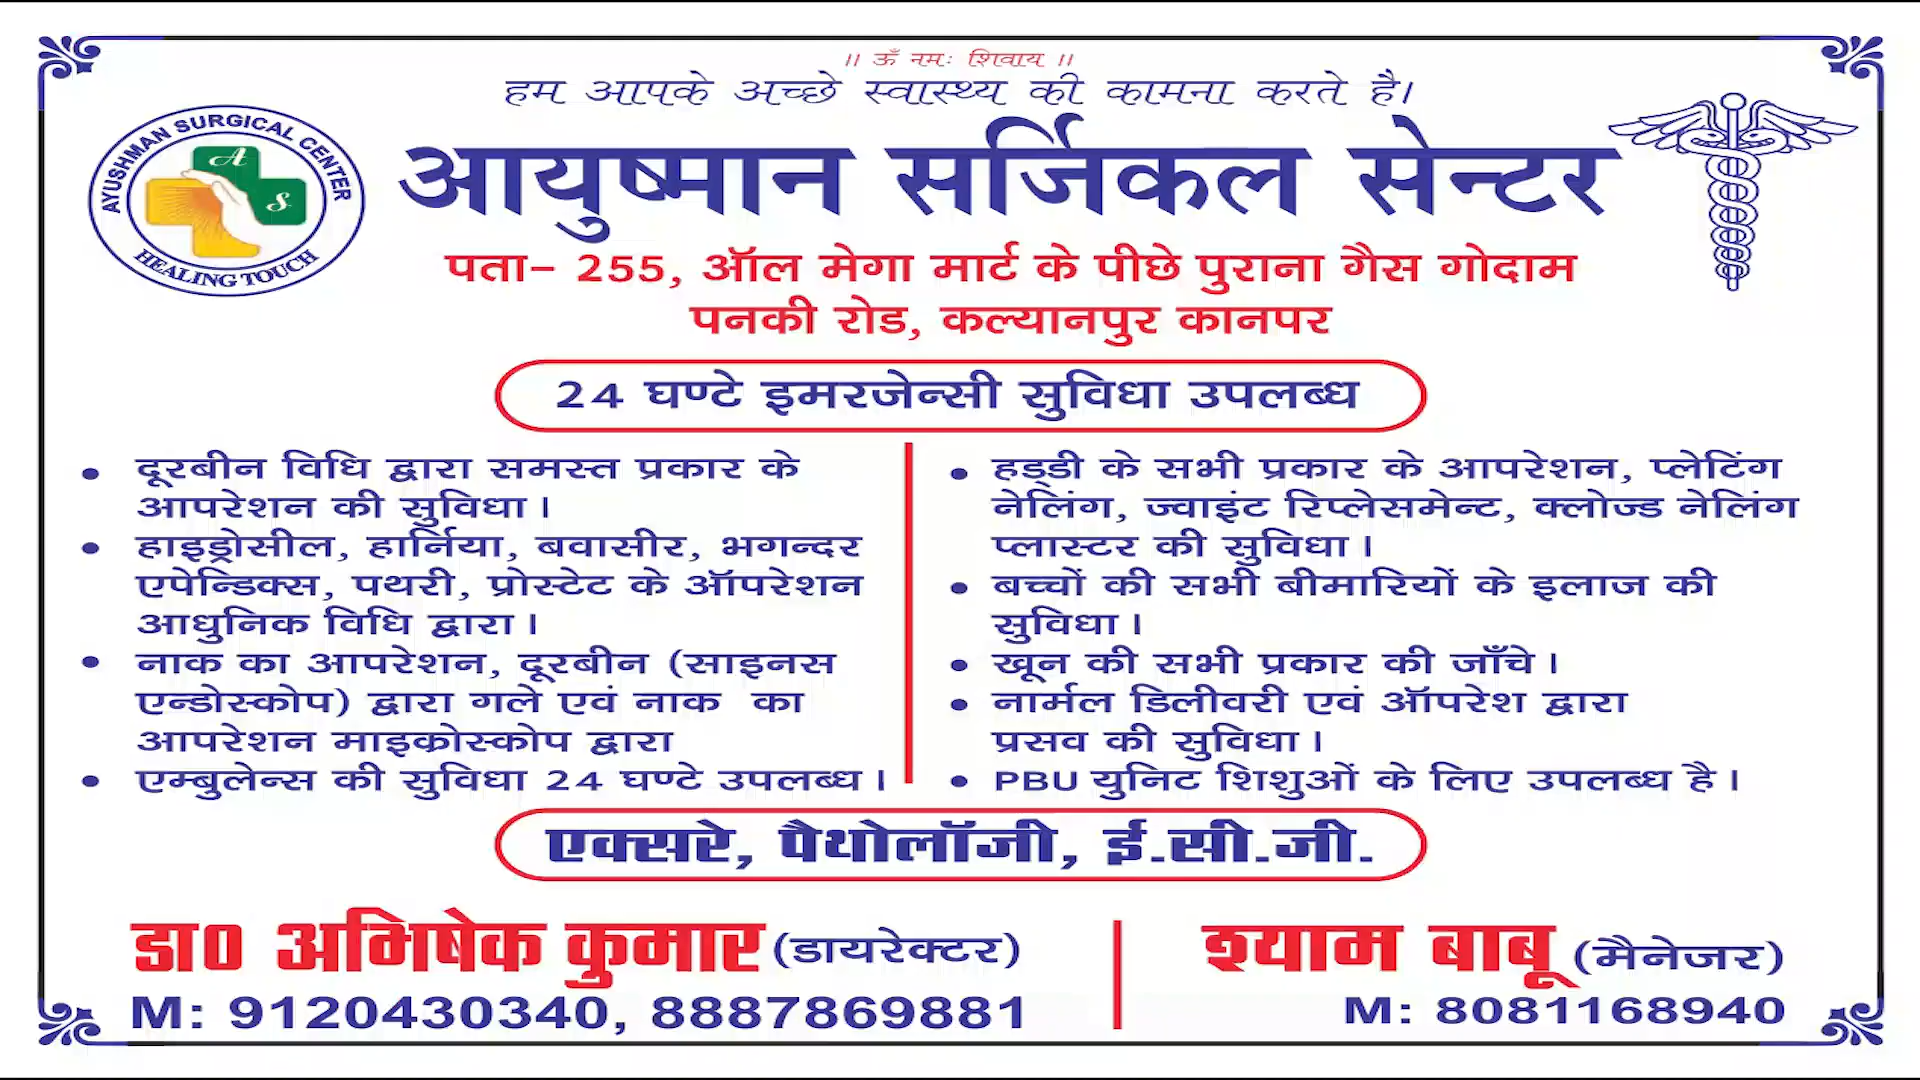 ।। ॐ नमः शिवाय ।।
हम आपके अच्छे स्वास्थ्य की कामना करते है।
AYUSHMAN SURGICAL CENTER
A
S
HEALING TOUCH
आयुष्मान सर्जिकल सेन्टर
पता- 255, ऑल मेगा मार्ट के पीछे पुराना गैस गोदाम
पनकी रोड, कल्यानपुर कानपर
24 घण्टे इमरजेन्सी सुविधा उपलब्ध
• दूरबीन विधि द्वारा समस्त प्रकार के
आपरेशन की सुविधा।
• हाइड्रोसील, हार्निया, बवासीर, भगन्दर
एपेन्डिक्स, पथरी, प्रोस्टेट के ऑपरेशन
आधुनिक विधि द्वारा।
• नाक का आपरेशन, दूरबीन (साइनस
एन्डोस्कोप) द्वारा गले एवं नाक का
आपरेशन माइक्रोस्कोप द्वारा
• एम्बुलेन्स की सुविधा 24 घण्टे उपलब्ध।
• हड्डी के सभी प्रकार के आपरेशन, प्लेटिंग
नेलिंग, ज्वाइंट रिप्लेसमेन्ट, क्लोज्ड नेलिंग
प्लास्टर की सुविधा।
• बच्चों की सभी बीमारियों के इलाज की
सुविधा।
• खून की सभी प्रकार की जाँचे।
• नार्मल डिलीवरी एवं ऑपरेश द्वारा
प्रसव की सुविधा।
• PBU युनिट शिशुओं के लिए उपलब्ध है।
एक्सरे, पैथोलॉजी, ई.सी.जी.
डा० अभिषेक कुमार (डायरेक्टर)
M: 9120430340, 8887869881
श्याम बाबू (मैनेजर)
M: 8081168940